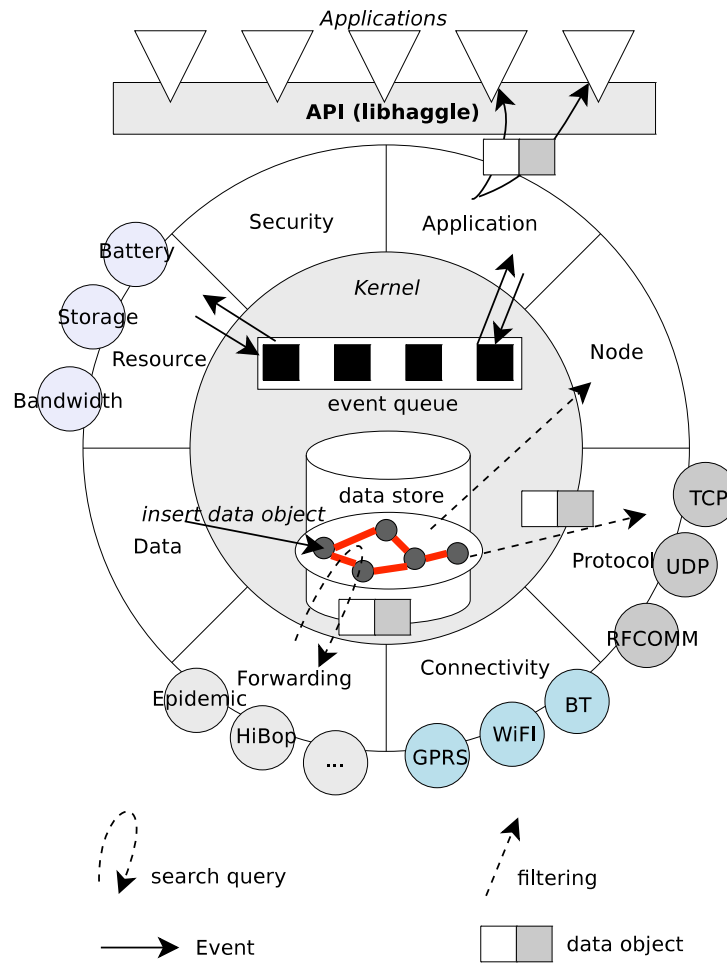 Applications
API (libhaggle)
Security
Application
Battery
Kernel
Storage
Resource
Node
Bandwidth
event queue
data store
TCP
insert data object
Data
Protocol
UDP
RFCOMM
Forwarding
Connectivity
Epidemic
BT
HiBop
WiFI
...
GPRS
search query
filtering
Event
data object